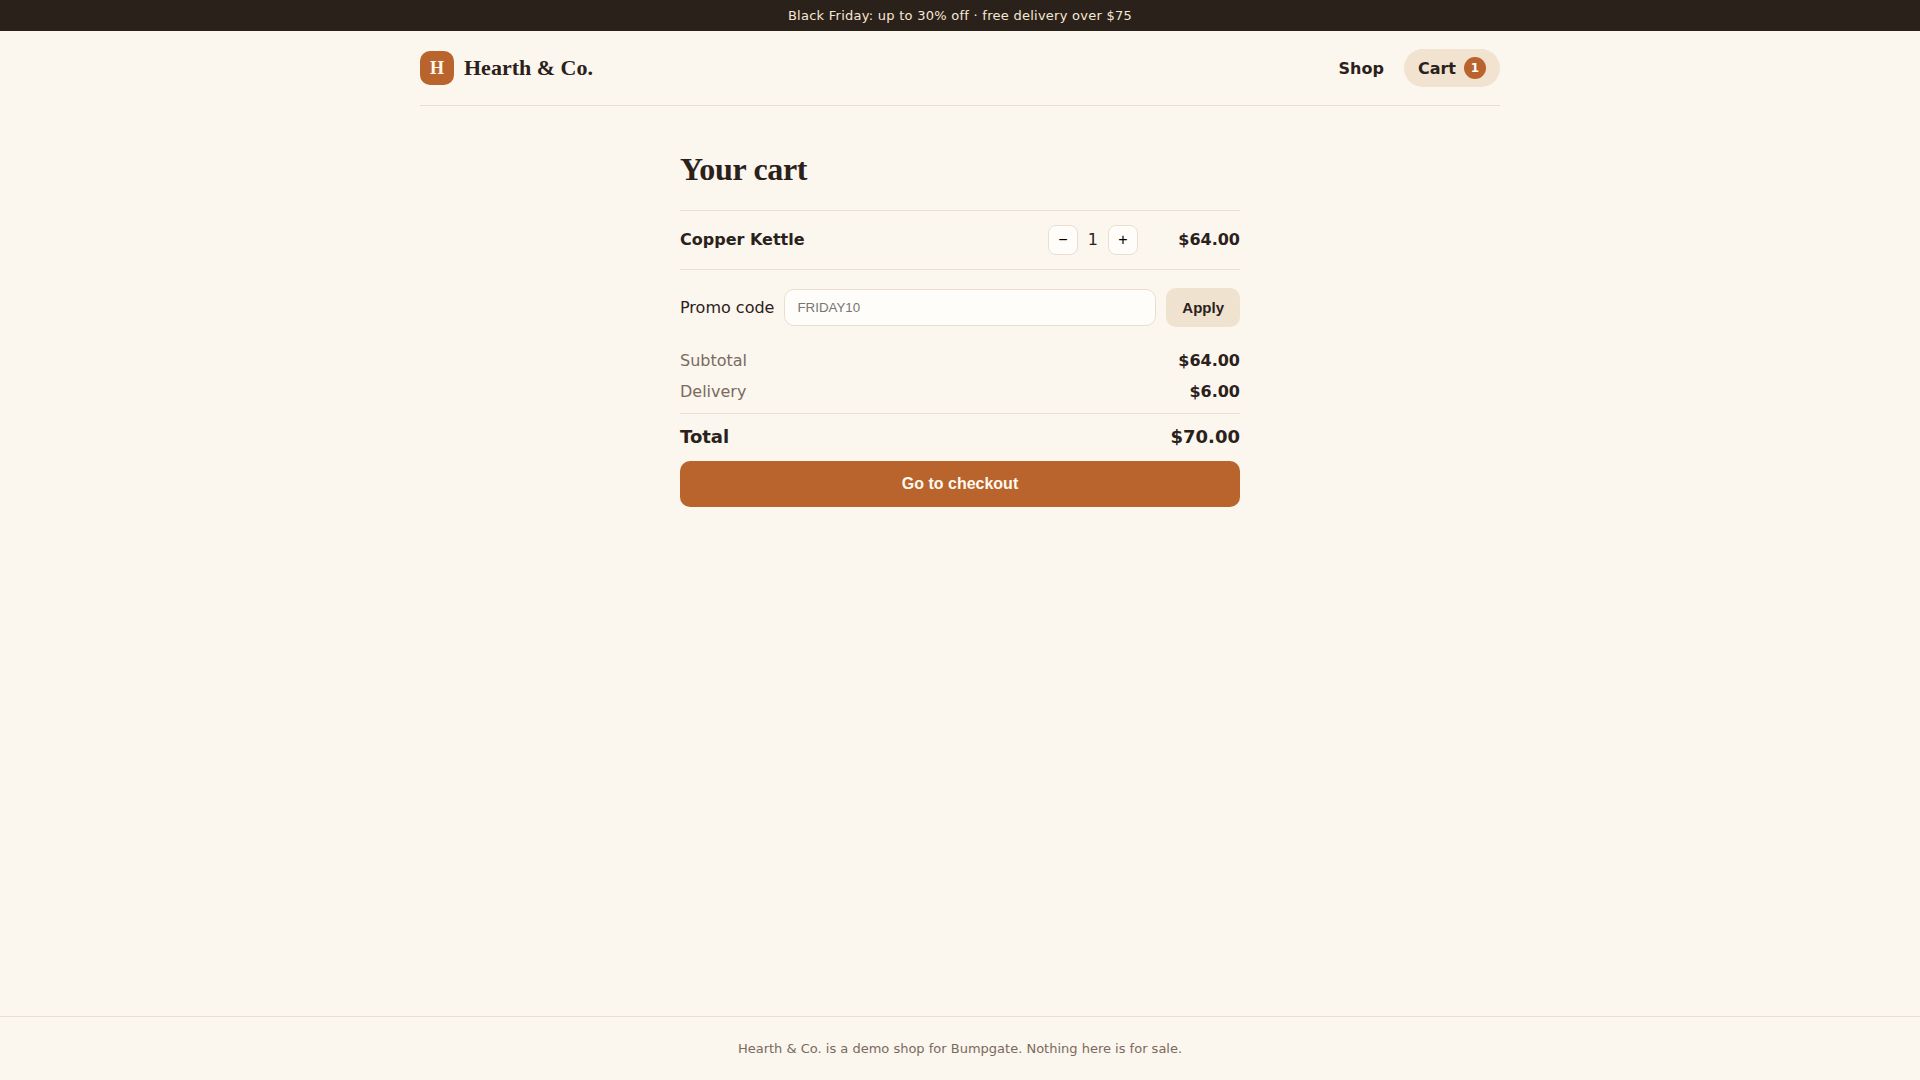 Black Friday: up to 30% off · free delivery over $75
H Hearth & Co. Shop Cart 1
Your cart
Copper Kettle − 1 + $64.00
Promo code FRIDAY10 Apply
Subtotal $64.00
Delivery $6.00
Total $70.00
Go to checkout
Hearth & Co. is a demo shop for Bumpgate. Nothing here is for sale.